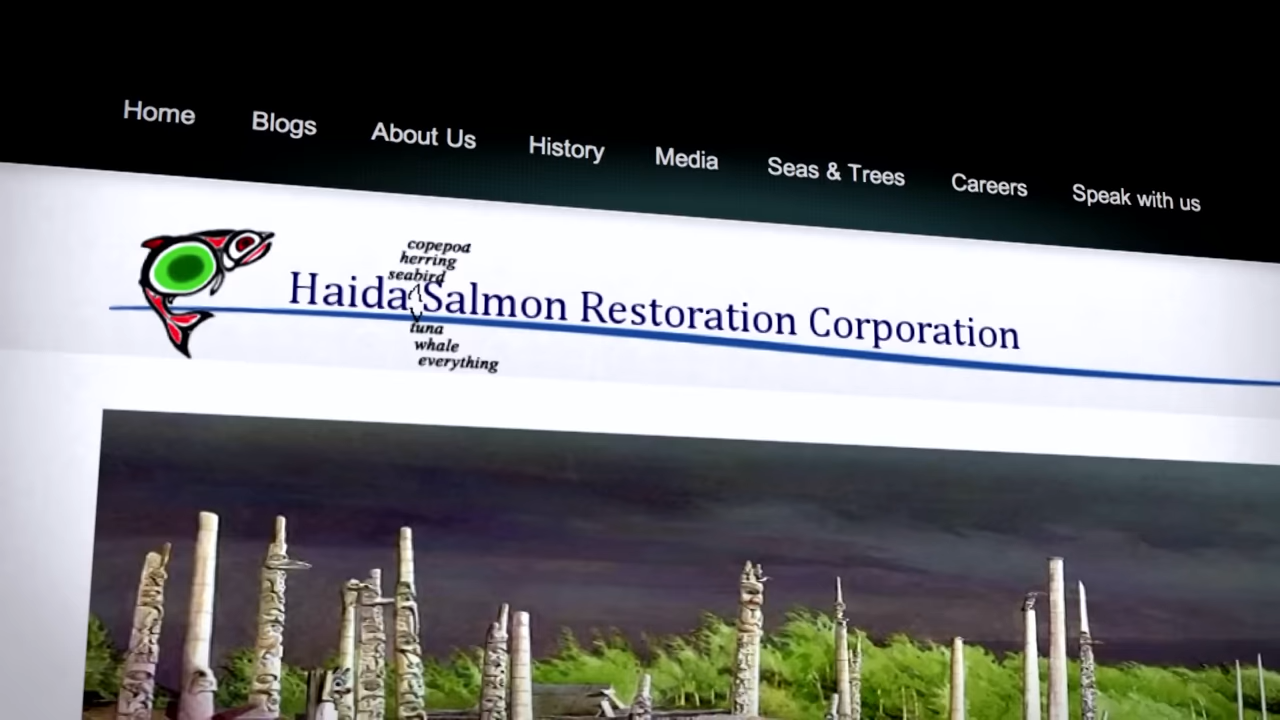 Home Blogs About Us History Media Seas & Trees Careers Speak with us
copepod
herring
seabird
Haida Salmon Restoration Corporation
tuna
whale
everything